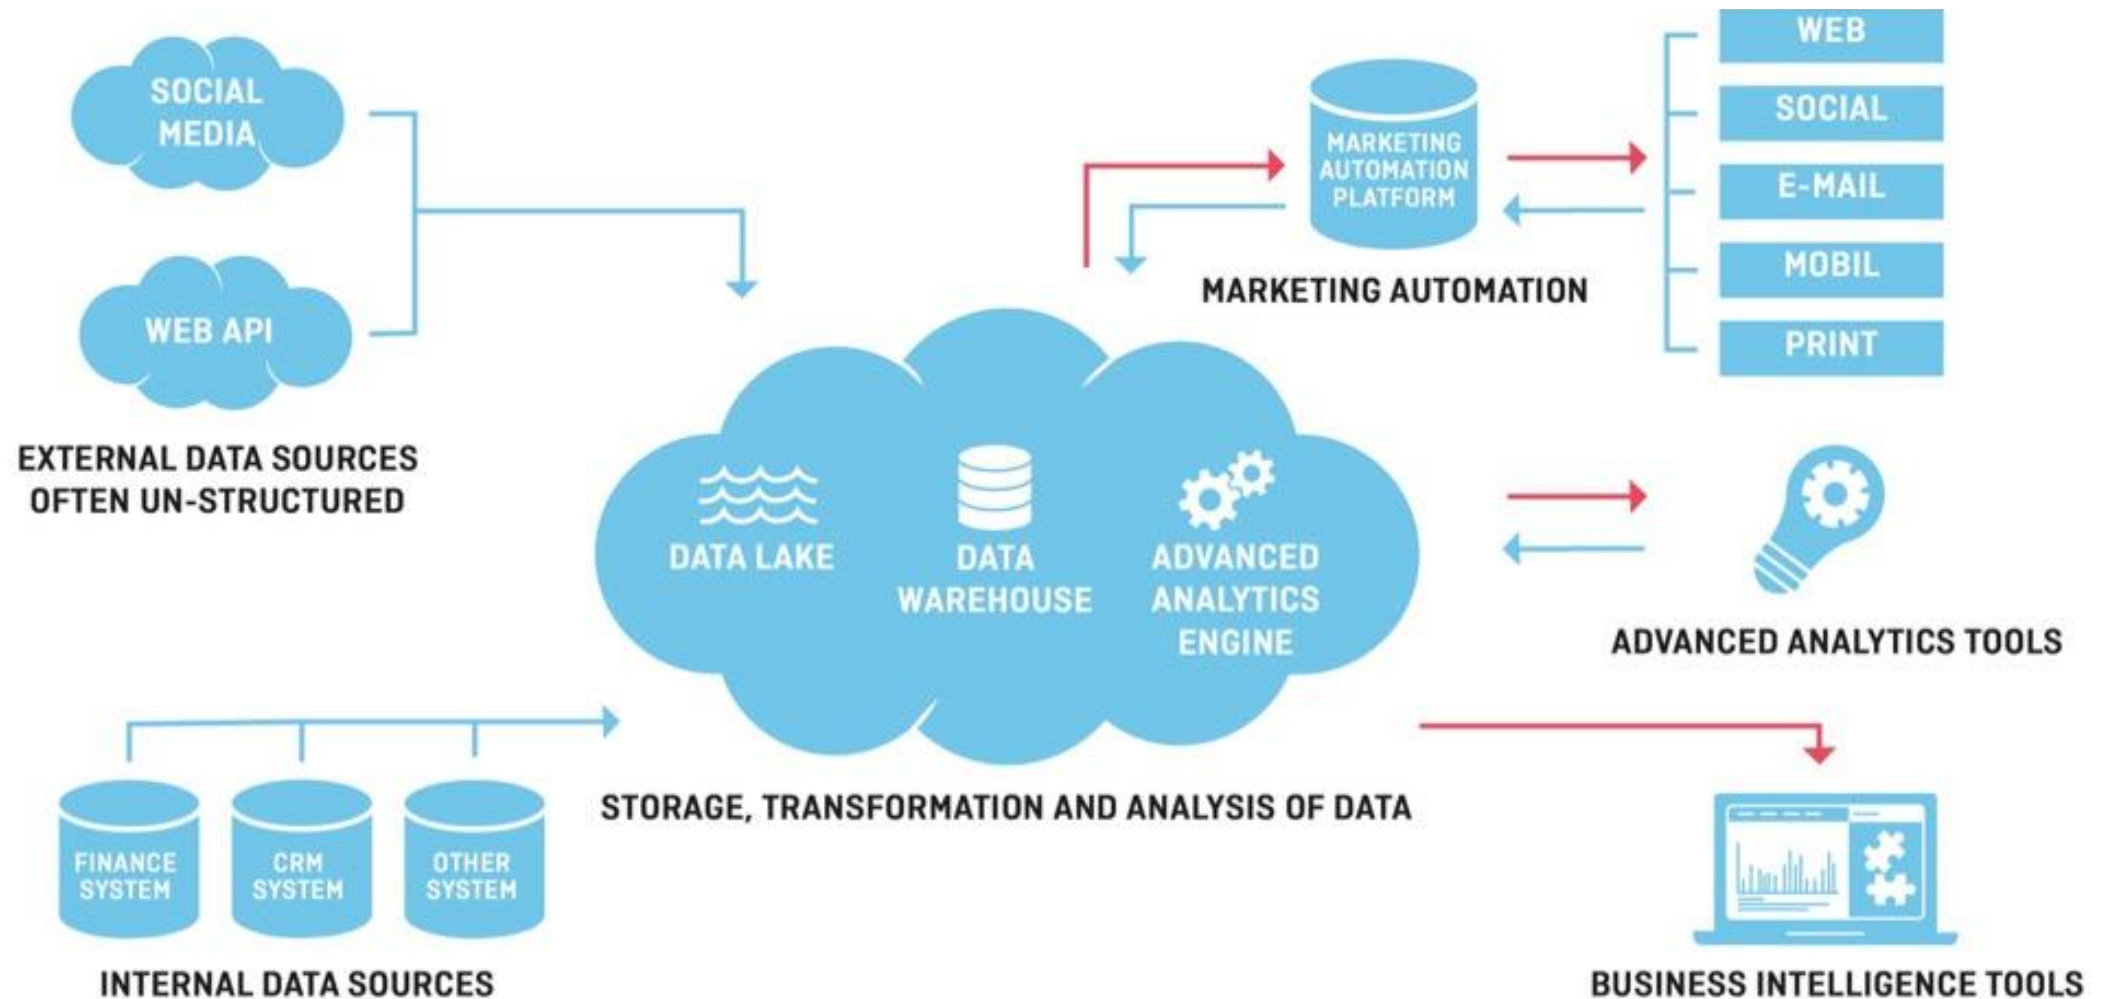 SOCIAL
MEDIA
WEB API
EXTERNAL DATA SOURCES
OFTEN UN-STRUCTURED
MARKETING
AUTOMATION
PLATFORM
MARKETING AUTOMATION
WEB
SOCIAL
E-MAIL
MOBIL
PRINT
DATA LAKE
DATA
WAREHOUSE
ADVANCED
ANALYTICS
ENGINE
STORAGE, TRANSFORMATION AND ANALYSIS OF DATA
ADVANCED ANALYTICS TOOLS
FINANCE
SYSTEM
CRM
SYSTEM
OTHER
SYSTEM
INTERNAL DATA SOURCES
BUSINESS INTELLIGENCE TOOLS